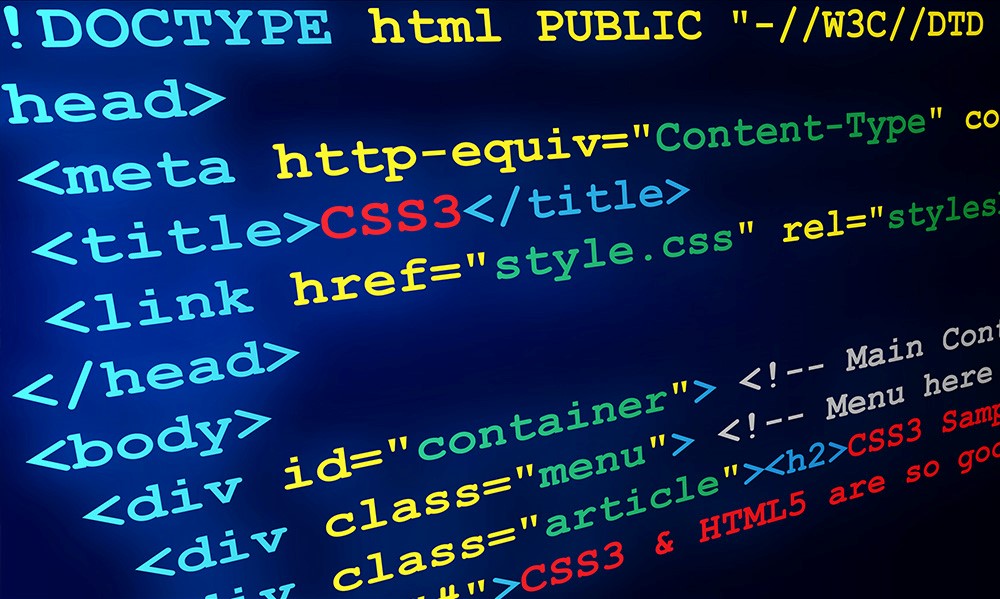 !DOCTYPE html PUBLIC "-//W3C//DTD
head>
<meta http-equiv="Content-Type" co
<title>CSS3</title>
<link href="style.css" rel="styles
</head>
<body>
<div id="container"> <!-- Main Cont
<div class="menu"> <!-- Menu here
div class="article"><h2>CSS3 Samp
#">CSS3 & HTML5 are so goo